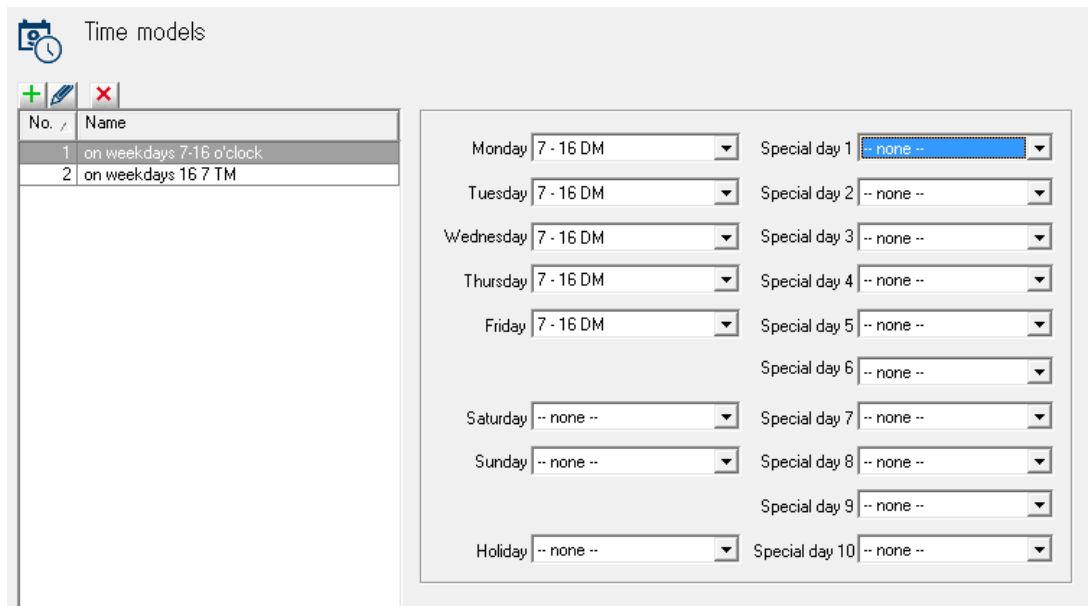 Time models
No. Name
1 on weekdays 7-16 o'clock
2 on weekdays 16 7 TM
Monday 7 - 16 DM Special day 1 -- none --
Tuesday 7 - 16 DM Special day 2 -- none --
Wednesday 7 - 16 DM Special day 3 -- none --
Thursday 7 - 16 DM Special day 4 -- none --
Friday 7 - 16 DM Special day 5 -- none --
Special day 6 -- none --
Saturday -- none -- Special day 7 -- none --
Sunday -- none -- Special day 8 -- none --
Special day 9 -- none --
Holiday -- none -- Special day 10 -- none --